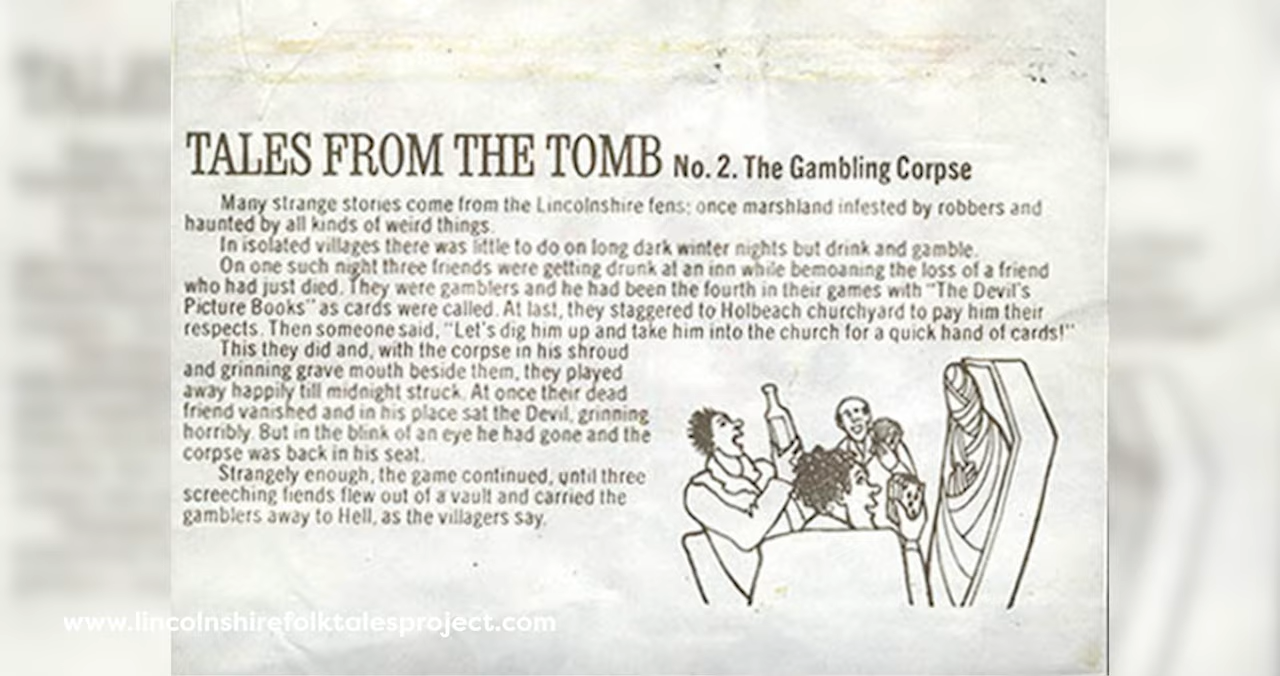 TALES FROM THE TOMB No. 2. The Gambling Corpse
Many strange stories come from the Lincolnshire fens; once marshland infested by robbers and
haunted by all kinds of weird things.
In isolated villages there was little to do on long dark winter nights but drink and gamble.
On one such night three friends were getting drunk at an inn while bemoaning the loss of a friend
who had just died. They were gamblers and he had been the fourth in their games with "The Devil's
Picture Books" as cards were called. At last, they staggered to Holbeach churchyard to pay him their
respects. Then someone said, "Let's dig him up and take him into the church for a quick hand of cards!"
This they did and, with the corpse in his shroud
and grinning grave mouth beside them, they played
away happily till midnight struck. At once their dead
friend vanished and in his place sat the Devil, grinning
horribly. But in the blink of an eye he had gone and the
corpse was back in his seat.
Strangely enough, the game continued, until three
screeching fiends flew out of a vault and carried the
gamblers away to Hell, as the villagers say.
www.lincolnshirefolktalesproject.com